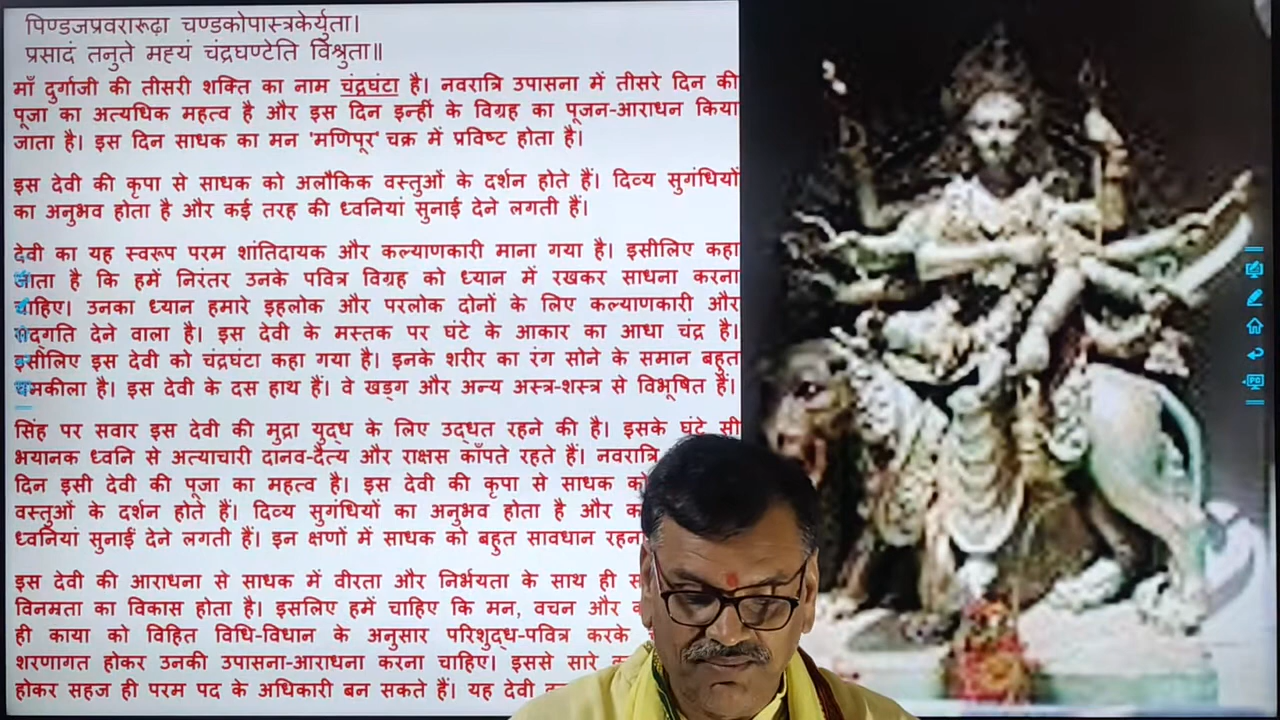 पिण्डजप्रवरारूढा चण्डकोपास्त्रकेर्युता।
प्रसादं तनुते मह्यं चंद्रघण्टेति विश्रुता॥
माँ दुर्गाजी की तीसरी शक्ति का नाम चंद्रघंटा है। नवरात्रि उपासना में तीसरे दिन की
पूजा का अत्यधिक महत्व है और इस दिन इन्हीं के विग्रह का पूजन-आराधन किया
जाता है। इस दिन साधक का मन 'मणिपूर' चक्र में प्रविष्ट होता है।
इस देवी की कृपा से साधक को अलौकिक वस्तुओं के दर्शन होते हैं। दिव्य सुगंधियों
का अनुभव होता है और कई तरह की ध्वनियां सुनाई देने लगती हैं।
देवी का यह स्वरूप परम शांतिदायक और कल्याणकारी माना गया है। इसीलिए कहा
जाता है कि हमें निरंतर उनके पवित्र विग्रह को ध्यान में रखकर साधना करना
चाहिए। उनका ध्यान हमारे इहलोक और परलोक दोनों के लिए कल्याणकारी और
सद्गति देने वाला है। इस देवी के मस्तक पर घंटे के आकार का आधा चंद्र है।
इसीलिए इस देवी को चंद्रघंटा कहा गया है। इनके शरीर का रंग सोने के समान बहुत
चमकीला है। इस देवी के दस हाथ हैं। वे खड्ग और अन्य अस्त्र-शस्त्र से विभूषित हैं।
सिंह पर सवार इस देवी की मुद्रा युद्ध के लिए उद्धत रहने की है। इसके घंटे सी
भयानक ध्वनि से अत्याचारी दानव-दैत्य और राक्षस काँपते रहते हैं। नवरात्रि
दिन इसी देवी की पूजा का महत्व है। इस देवी की कृपा से साधक को
वस्तुओं के दर्शन होते हैं। दिव्य सुगंधियों का अनुभव होता है और
ध्वनियां सुनाई देने लगती हैं। इन क्षणों में साधक को बहुत सावधान
इस देवी की आराधना से साधक में वीरता और निर्भयता के साथ ही
विनम्रता का विकास होता है। इसलिए हमें चाहिए कि मन, वचन और
ही काया को विहित विधि-विधान के अनुसार परिशुद्ध-पवित्र करके
शरणागत होकर उनकी उपासना-आराधना करना चाहिए। इससे सारे
होकर सहज ही परम पद के अधिकारी बन सकते हैं। यह देवी